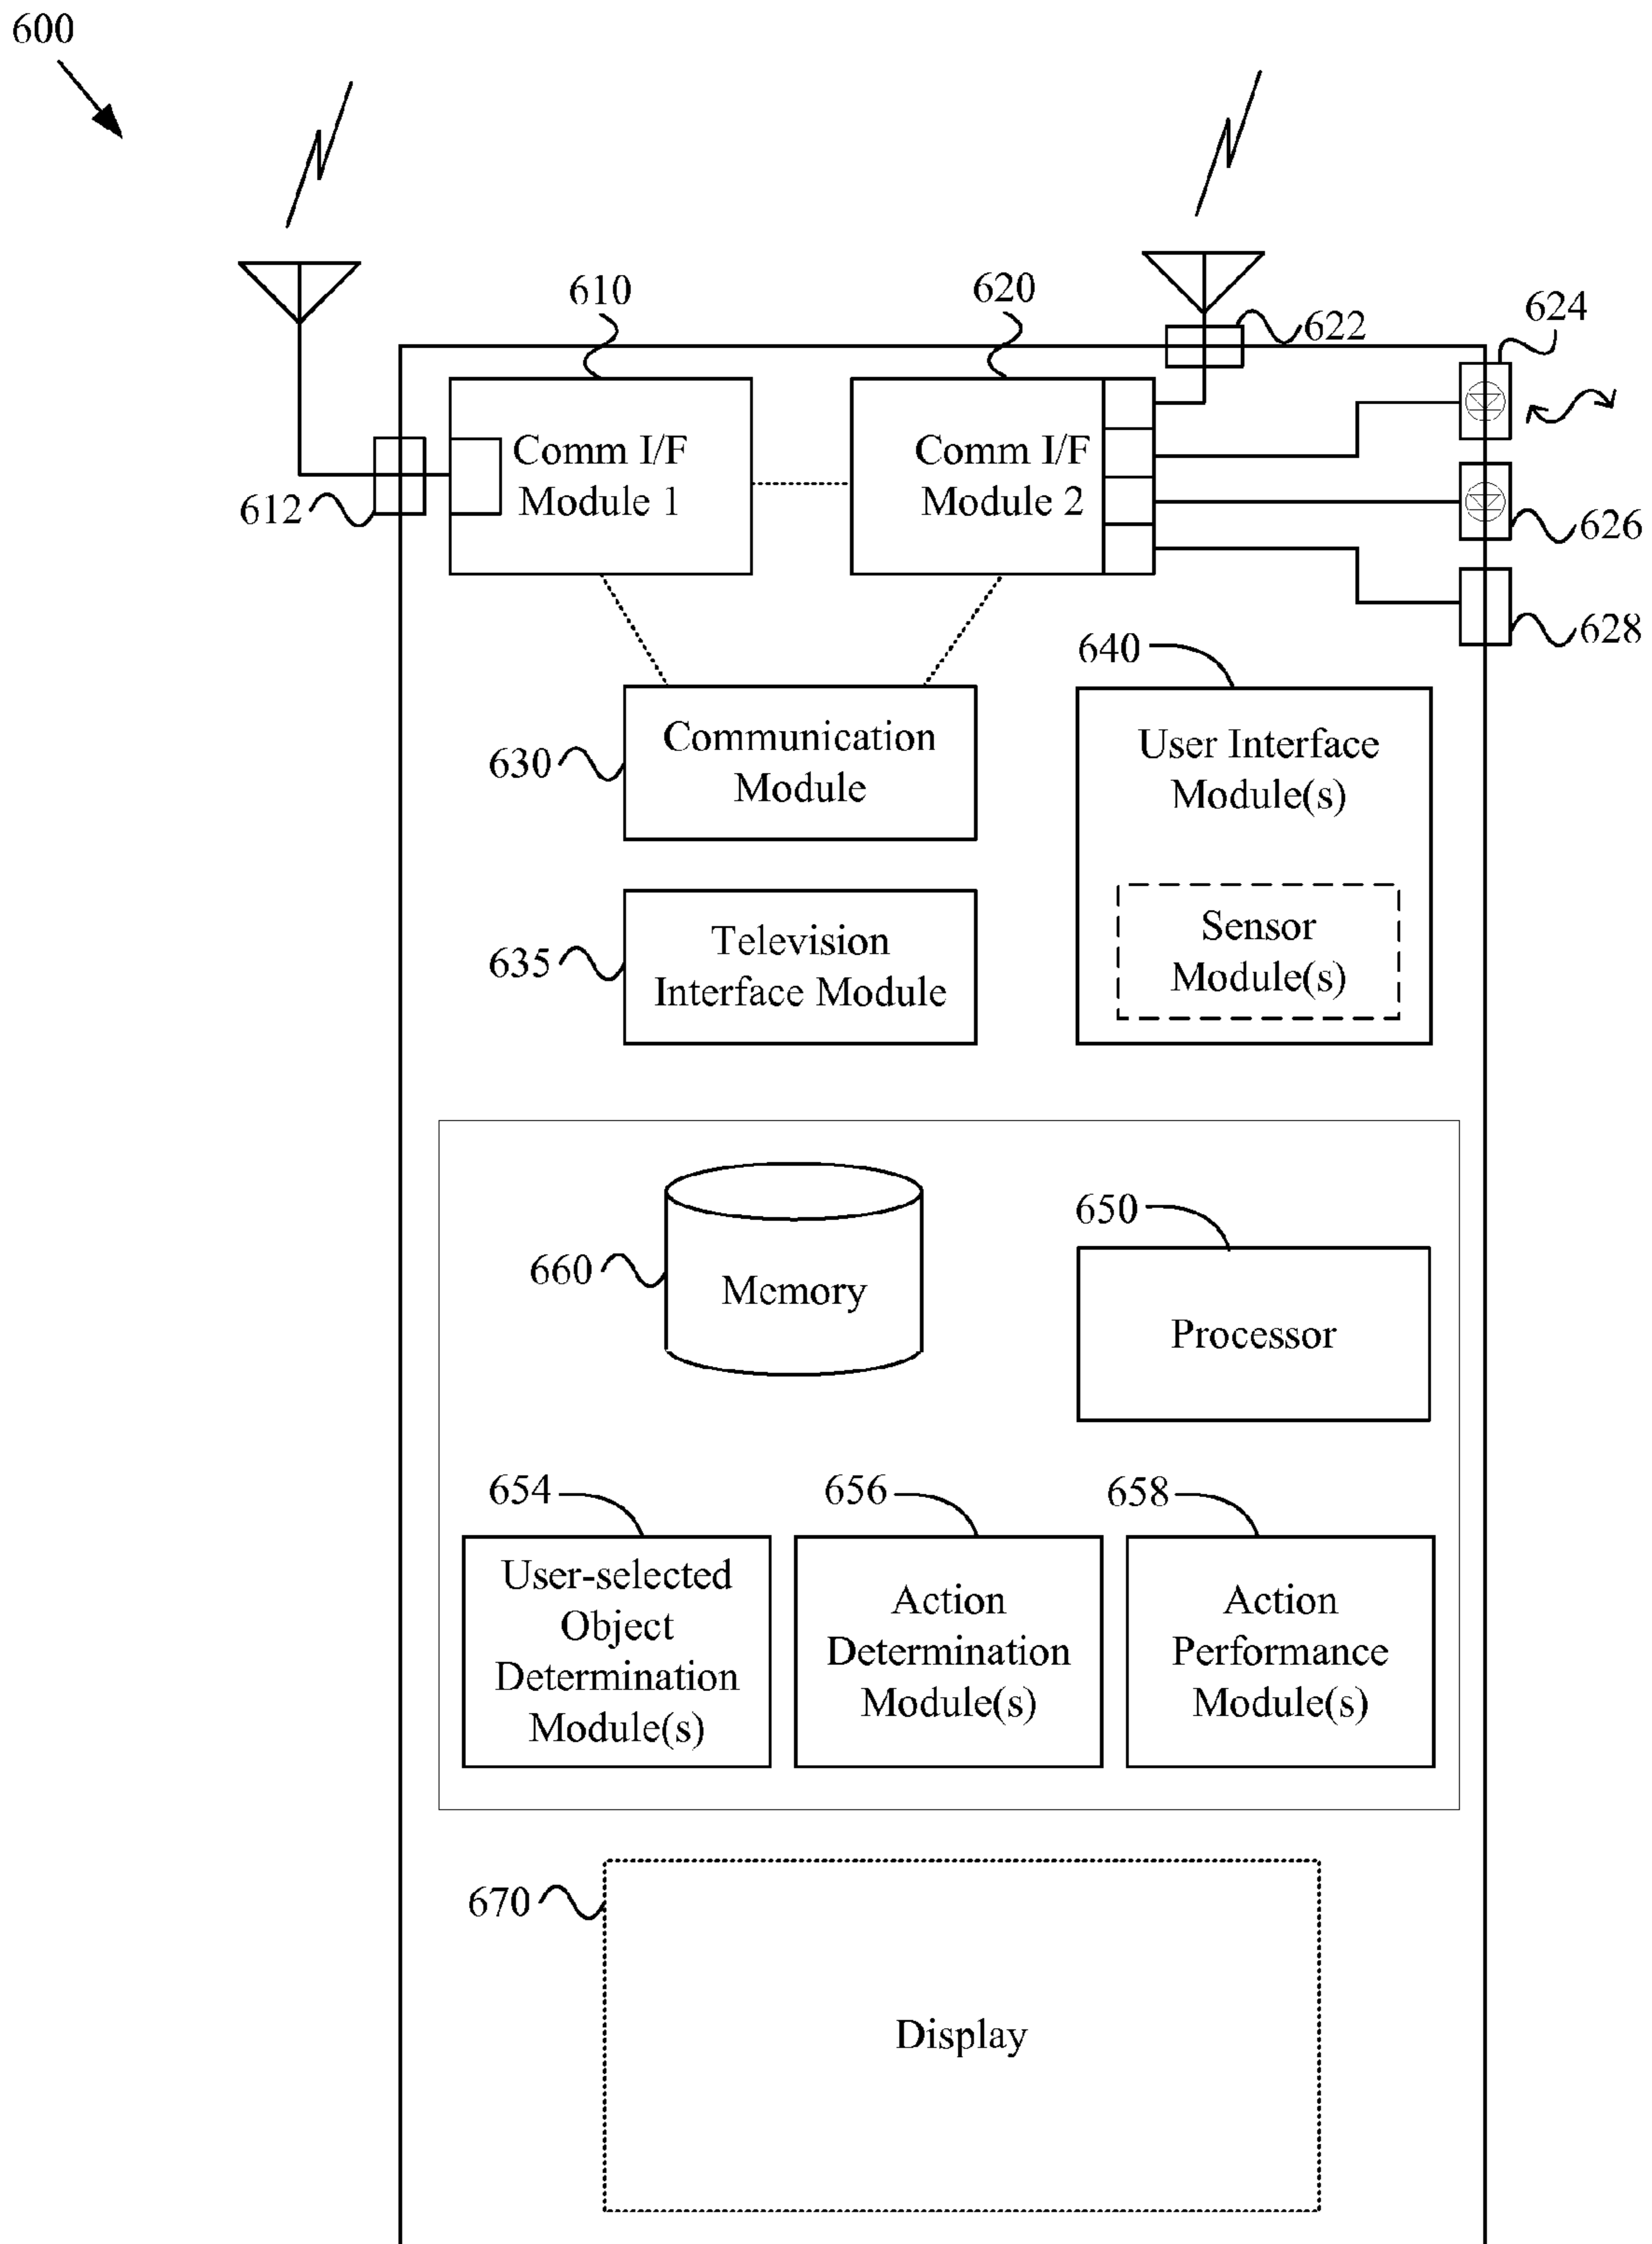 600
610
620
622
624
Comm I/F
Module 1
Comm I/F
Module 2
612
626
628
640
Communication
Module
630
User Interface
Module(s)
Television
Interface Module
635
Sensor
Module(s)
650
660
Memory
Processor
654
656
658
User-selected
Object
Determination
Module(s)
Action
Determination
Module(s)
Action
Performance
Module(s)
670
Display